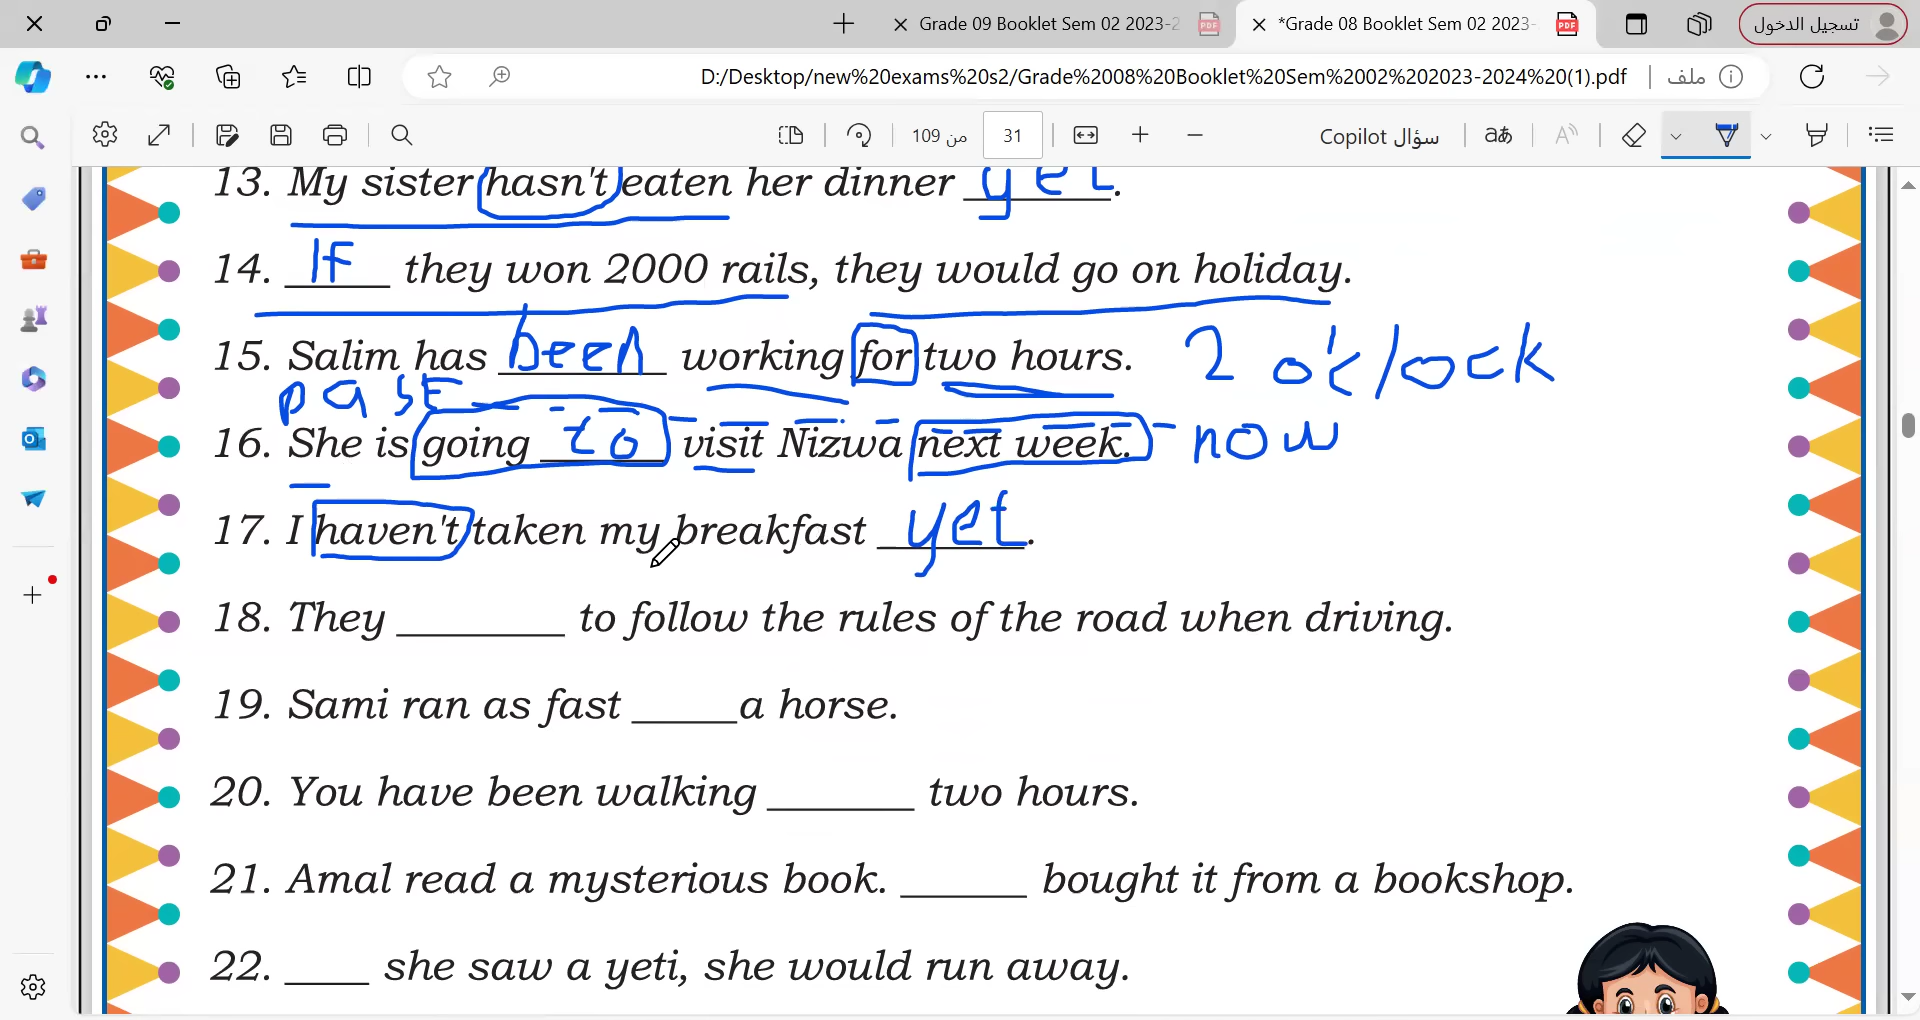 Grade 09 Booklet Sem 02 2023-2
*Grade 08 Booklet Sem 02 2023-
تسجيل الدخول
D:/Desktop/new%20exams%20s2/Grade%2008%20Booklet%20Sem%2002%202023-2024%20(1).pdf
ملف
31
من 109
سؤال Copilot
13. My sister hasn't eaten her dinner yet.
14. If they won 2000 rails, they would go on holiday.
15. Salim has been working for two hours. 2 o'clock
past
16. She is going to visit Nizwa next week. now
17. I haven't taken my breakfast yet.
18. They ________ to follow the rules of the road when driving.
19. Sami ran as fast _____a horse.
20. You have been walking _______ two hours.
21. Amal read a mysterious book. ______ bought it from a bookshop.
22. ____ she saw a yeti, she would run away.